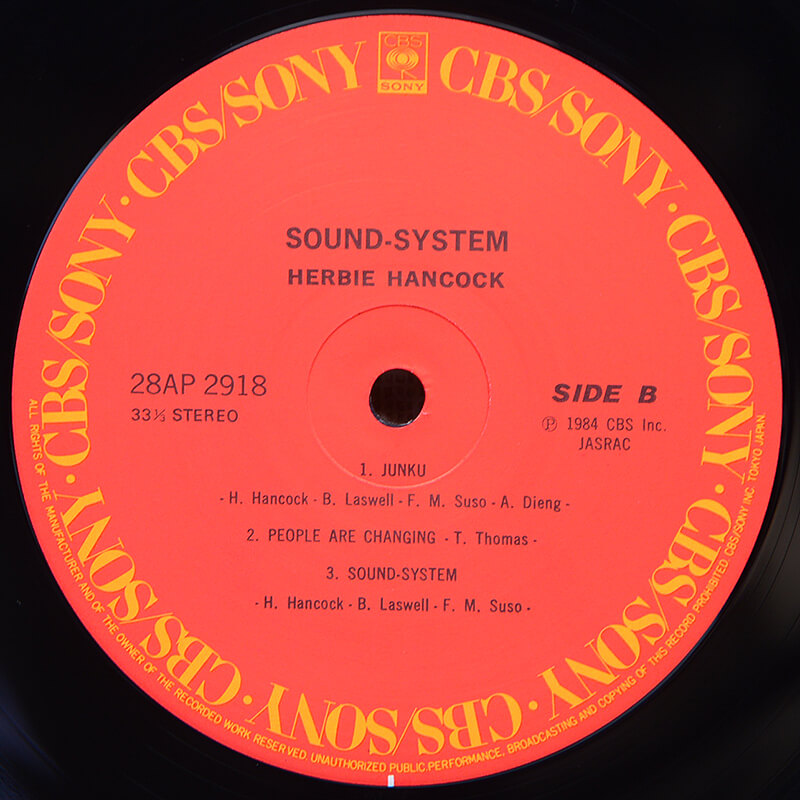 CBS
SONY
CBS/SONY · CBS/SONY · CBS/SONY · CBS/SONY · CBS/SONY · CBS/SONY · CBS/SONY · CBS/SONY
SOUND-SYSTEM
HERBIE HANCOCK
28AP 2918
33⅓ STEREO
SIDE B
Ⓟ 1984 CBS Inc.
JASRAC
1. JUNKU
- H. Hancock - B. Laswell - F. M. Suso - A. Dieng -
2. PEOPLE ARE CHANGING - T. Thomas -
3. SOUND-SYSTEM
- H. Hancock - B. Laswell - F. M. Suso -
ALL RIGHTS OF THE MANUFACTURER AND OF THE OWNER OF THE RECORDED WORK RESERVED. UNAUTHORIZED PUBLIC PERFORMANCE, BROADCASTING AND COPYING OF THIS RECORD PROHIBITED CBS/SONY INC. TOKYO JAPAN.